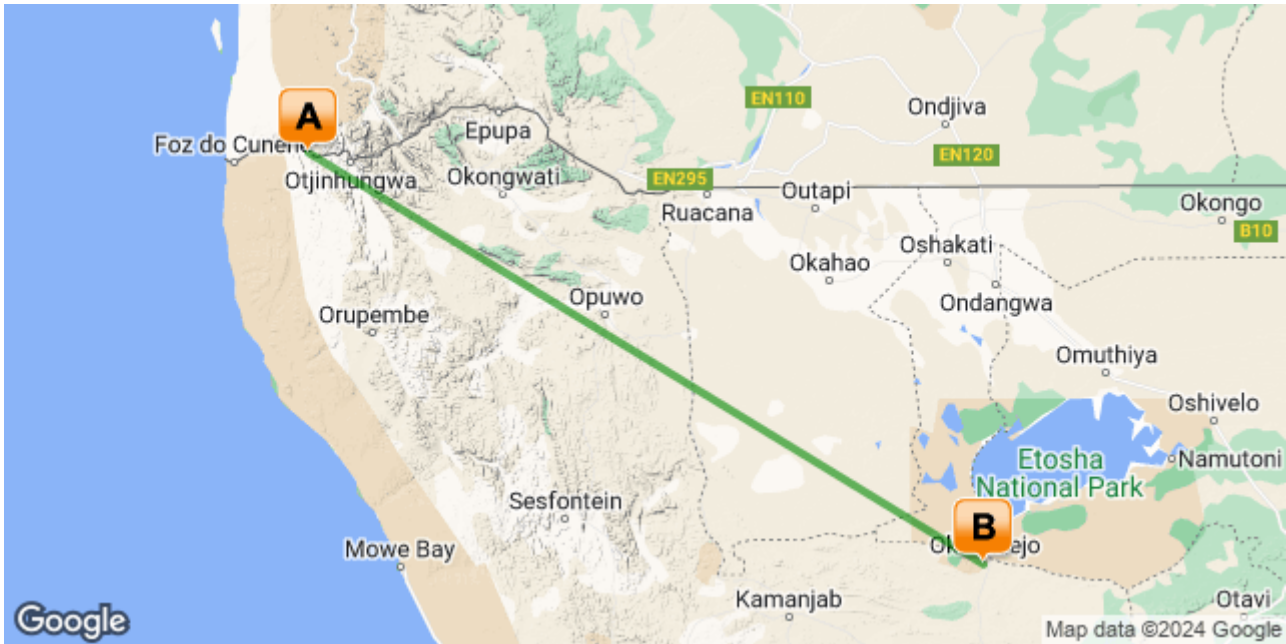 EN110
Ondjiva
A
Epupa
EN120
Foz do Cunene
Otjinhungwa
Okongwati
EN295
Outapi
Ruacana
Okongo
B10
Oshakati
Okahao
Ondangwa
Opuwo
Orupembe
Omuthiya
Oshivelo
Etosha
National Park
Namutoni
Sesfontein
B
Mowe Bay
Kamanjab
Otavi
Google
Map data ©2024 Google